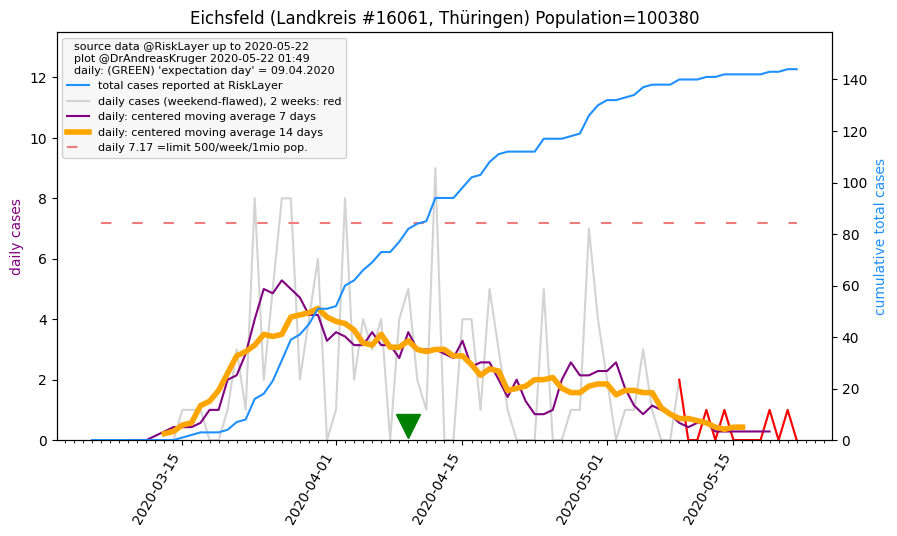 Eichsfeld (Landkreis #16061, Thüringen) Population=100380
source data @RiskLayer up to 2020-05-22
plot @DrAndreasKruger 2020-05-22 01:49
daily: (GREEN) 'expectation day' = 09.04.2020
total cases reported at RiskLayer
daily cases (weekend-flawed), 2 weeks: red
daily: centered moving average 7 days
daily: centered moving average 14 days
daily 7.17 =limit 500/week/1mio pop.
daily cases
12
10
8
6
4
2
0
140
120
100
80
60
40
20
0
cumulative total cases
2020-03-15
2020-04-01
2020-04-15
2020-05-01
2020-05-15